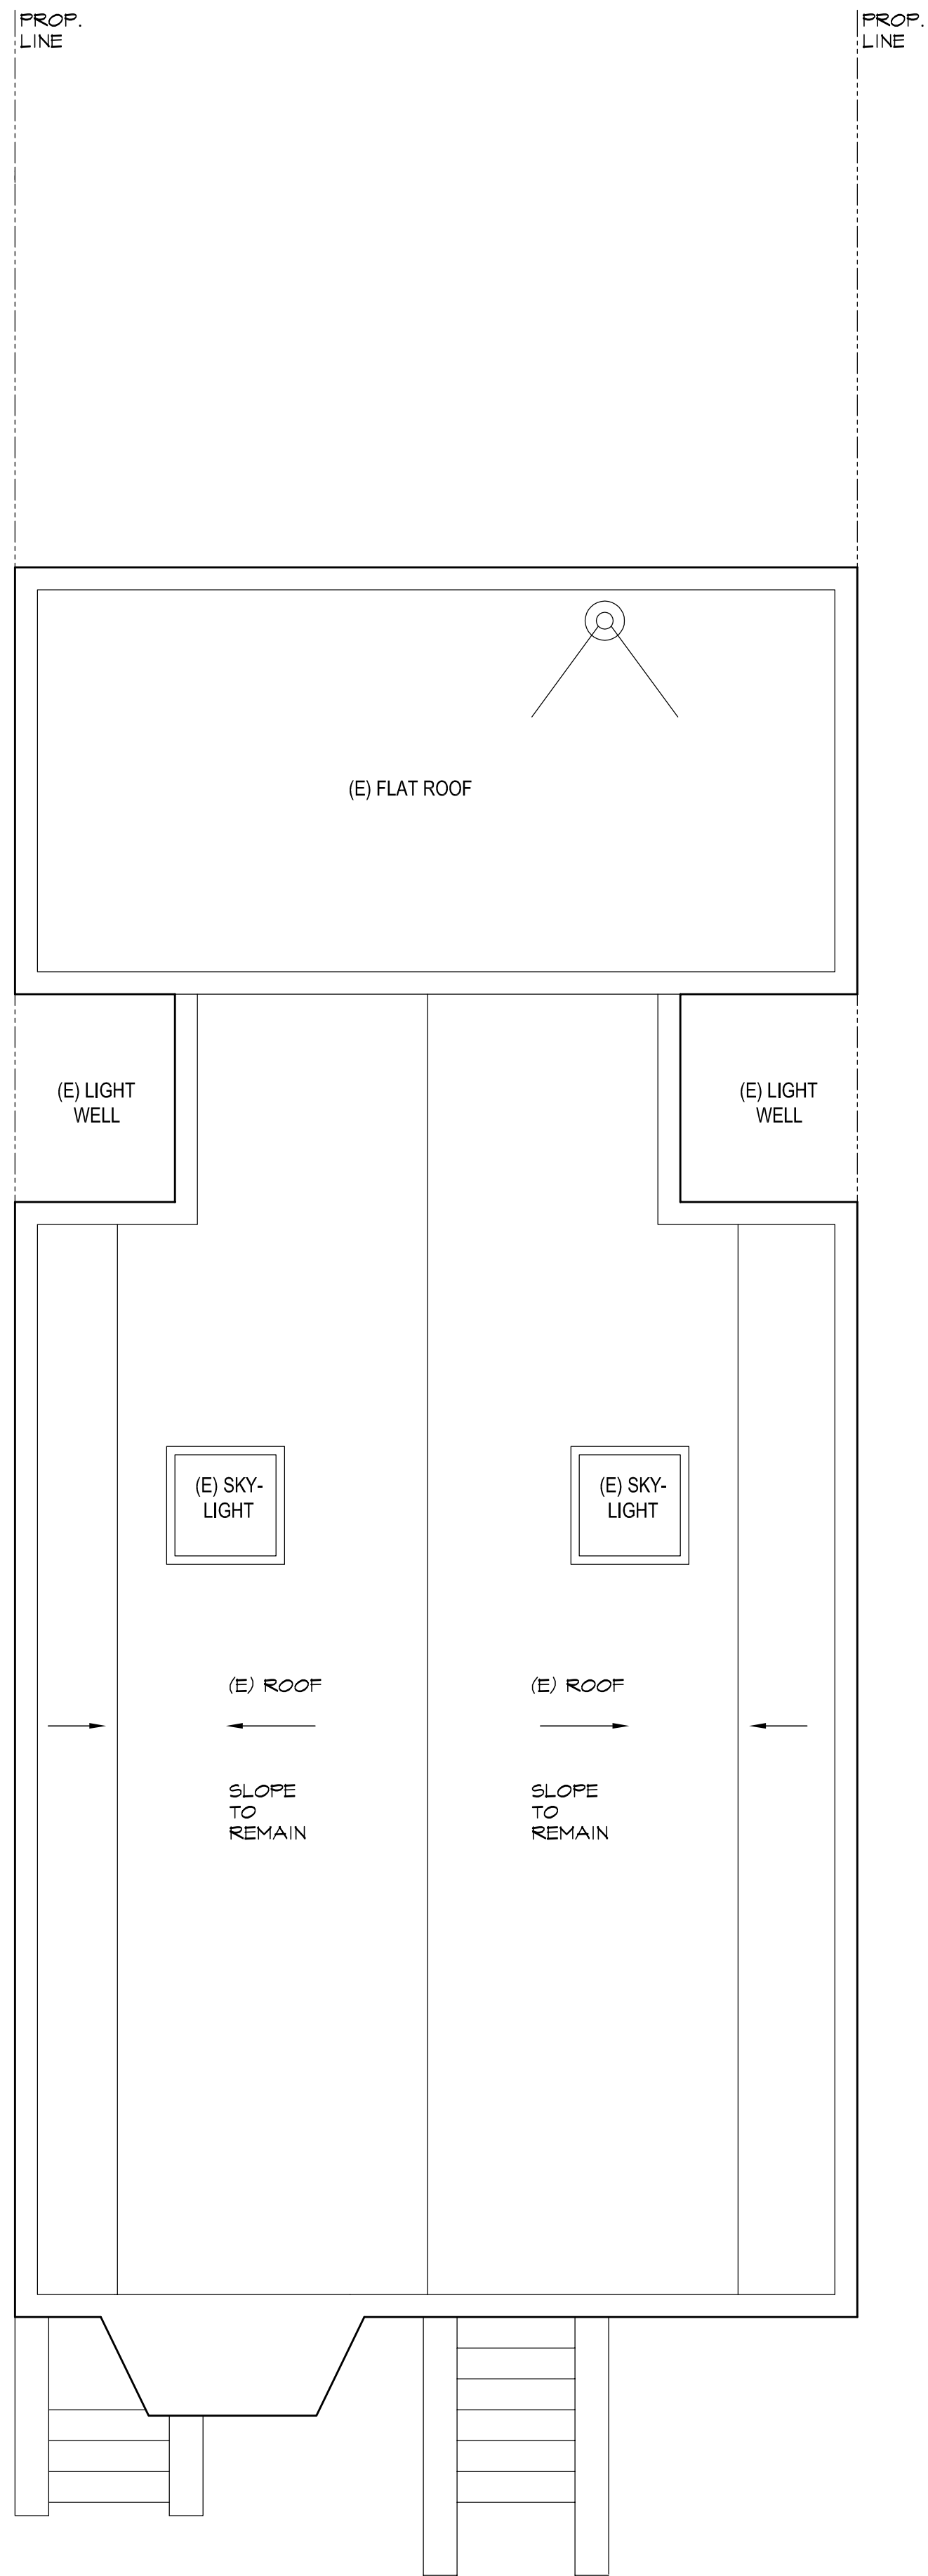 PROP.
LINE
PROP.
LINE
(E) FLAT ROOF
(E) LIGHT
WELL
(E) LIGHT
WELL
(E) SKY-
LIGHT
(E) SKY-
LIGHT
(E) ROOF
(E) ROOF
SLOPE
TO
REMAIN
SLOPE
TO
REMAIN